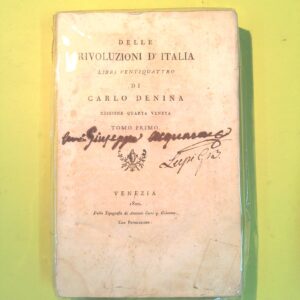 DELLE
RIVOLUZIONI D' ITALIA
LIBRI VENTIQUATTRO
DI
CARLO DENINA
EDIZIONE QUARTA VENETA
TOMO PRIMO
Giuseppe
VENEZIA
1800.
Dalla Tipografia di Antonio Curti q. Giacomo.
Con Permissione.